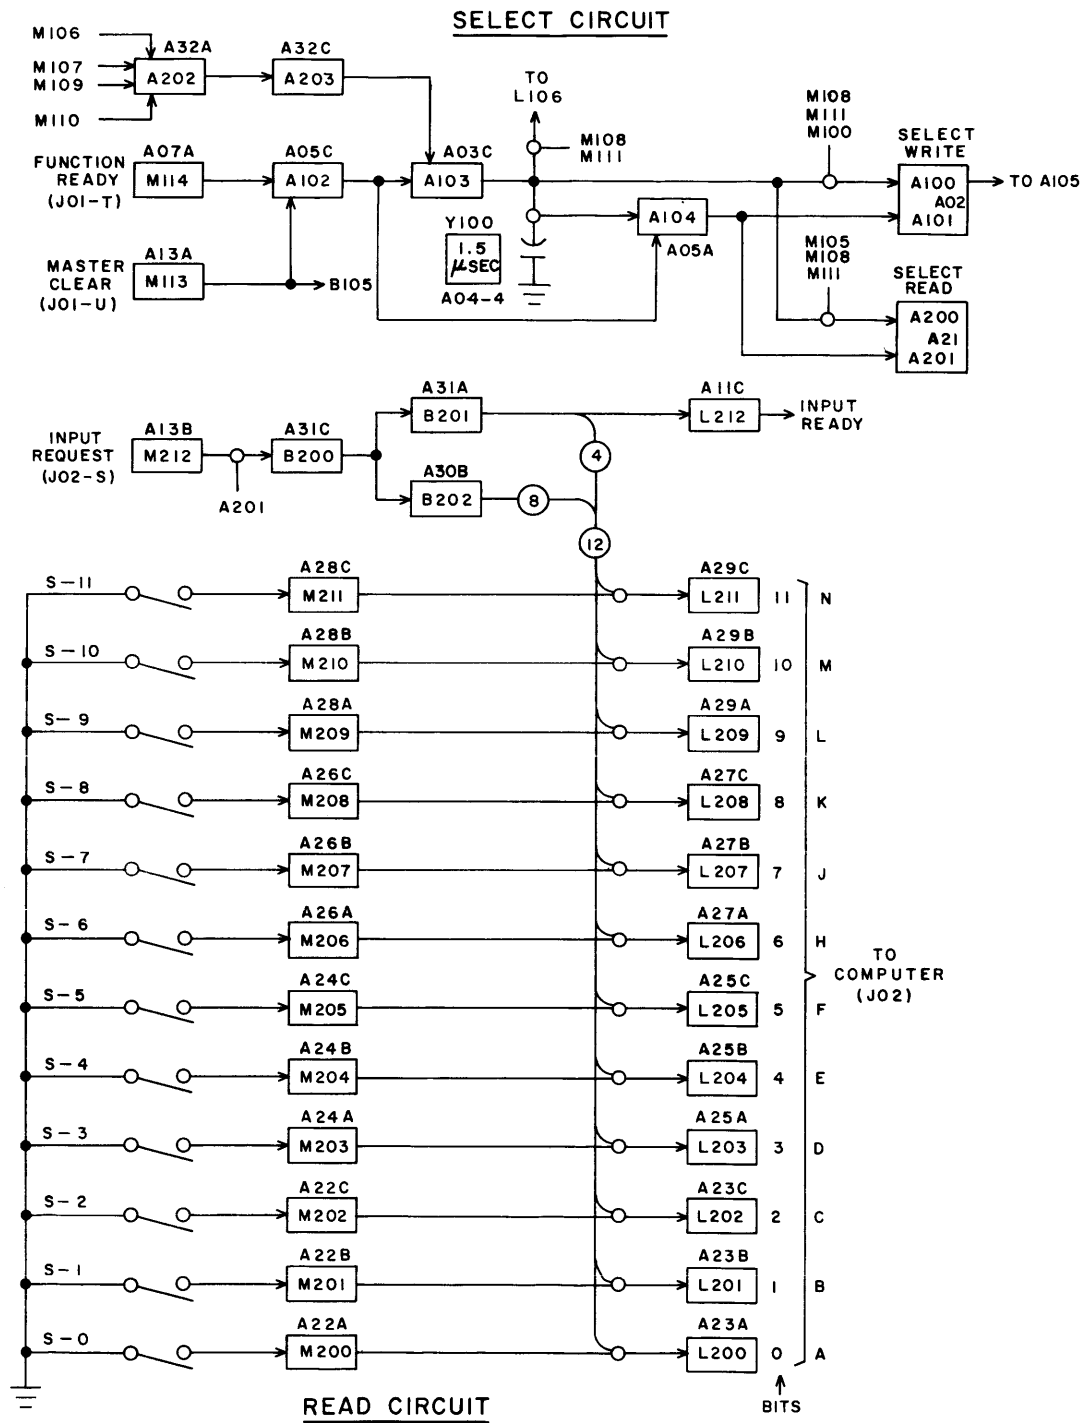 SELECT CIRCUIT
M106
M107
M109
M110
A32A
A202
A32C
A203
TO
L106
M108
M111
M108
M111
M100
SELECT
WRITE
A100
A02
A101
TO A105
FUNCTION
READY
(J01-T)
A07A
M114
A05C
A102
A03C
A103
A104
A05A
Y100
1.5
μSEC
A04-4
MASTER
CLEAR
(J01-U)
A13A
M113
B105
M105
M108
M111
SELECT
READ
A200
A21
A201
INPUT
REQUEST
(J02-S)
A13B
M212
A201
A31C
B200
A31A
B201
A30B
B202
4
8
12
A11C
L212
INPUT
READY
S-11
A28C
M211
A29C
L211
11
N
S-10
A28B
M210
A29B
L210
10
M
S-9
A28A
M209
A29A
L209
9
L
S-8
A26C
M208
A27C
L208
8
K
S-7
A26B
M207
A27B
L207
7
J
S-6
A26A
M206
A27A
L206
6
H
S-5
A24C
M205
A25C
L205
5
F
S-4
A24B
M204
A25B
L204
4
E
S-3
A24A
M203
A25A
L203
3
D
S-2
A22C
M202
A23C
L202
2
C
S-1
A22B
M201
A23B
L201
1
B
S-0
A22A
M200
A23A
L200
0
A
TO
COMPUTER
(J02)
BITS
READ CIRCUIT